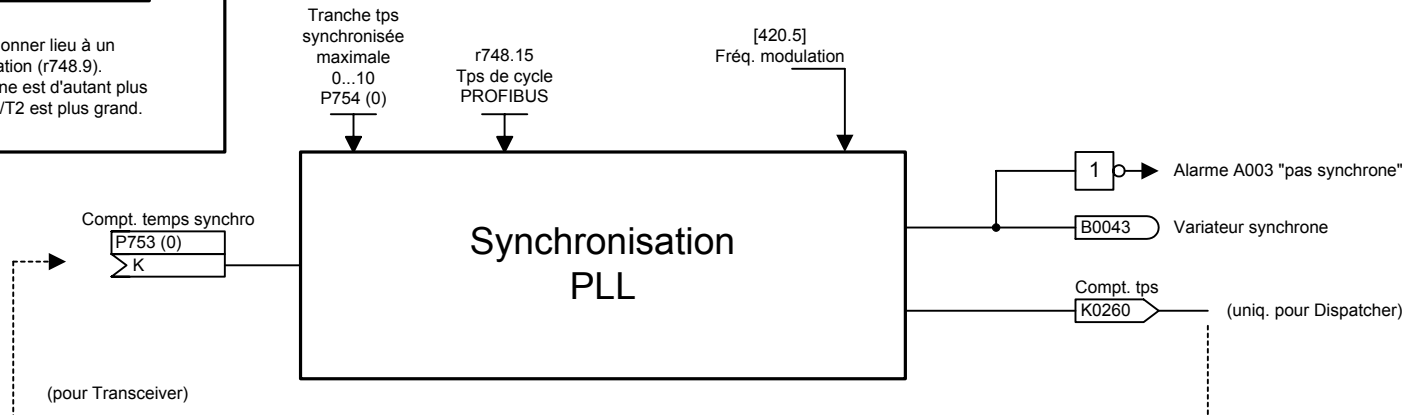 onner lieu à un
ation (r748.9).
ne est d'autant plus
/T2 est plus grand.
Tranche tps
synchronisée
maximale
0...10
P754 (0)
r748.15
Tps de cycle
PROFIBUS
[420.5]
Fréq. modulation
Compt. temps synchro
P753 (0)
K
Synchronisation
PLL
1
Alarme A003 "pas synchrone"
B0043
Variateur synchrone
Compt. tps
K0260
(uniq. pour Dispatcher)
(pour Transceiver)